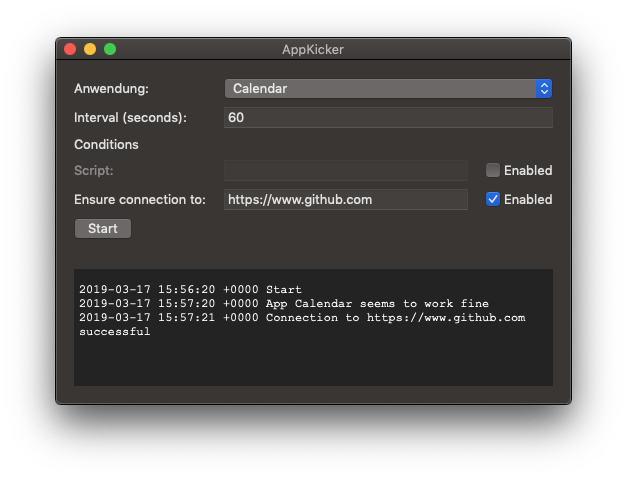 AppKicker
Anwendung: Calendar
Interval (seconds): 60
Conditions
Script: Enabled
Ensure connection to: https://www.github.com Enabled
Start
2019-03-17 15:56:20 +0000 Start
2019-03-17 15:57:20 +0000 App Calendar seems to work fine
2019-03-17 15:57:21 +0000 Connection to https://www.github.com
successful